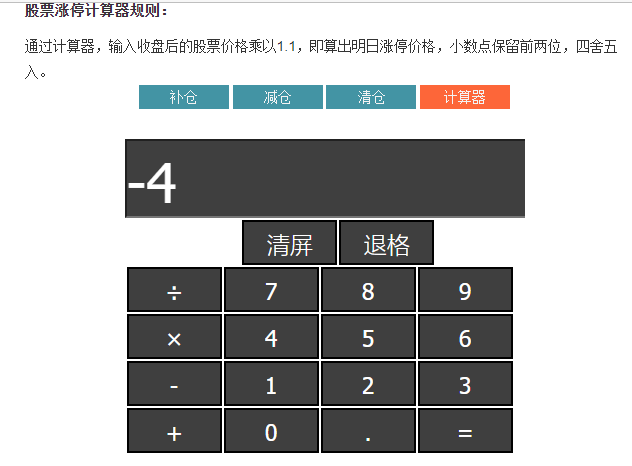 股票涨停计算器规则：
通过计算器，输入收盘后的股票价格乘以1.1，即算出明日涨停价格，小数点保留前两位，四舍五
入。
补仓 减仓 清仓 计算器
-4
清屏 退格
÷ 7 8 9
× 4 5 6
- 1 2 3
+ 0 . =